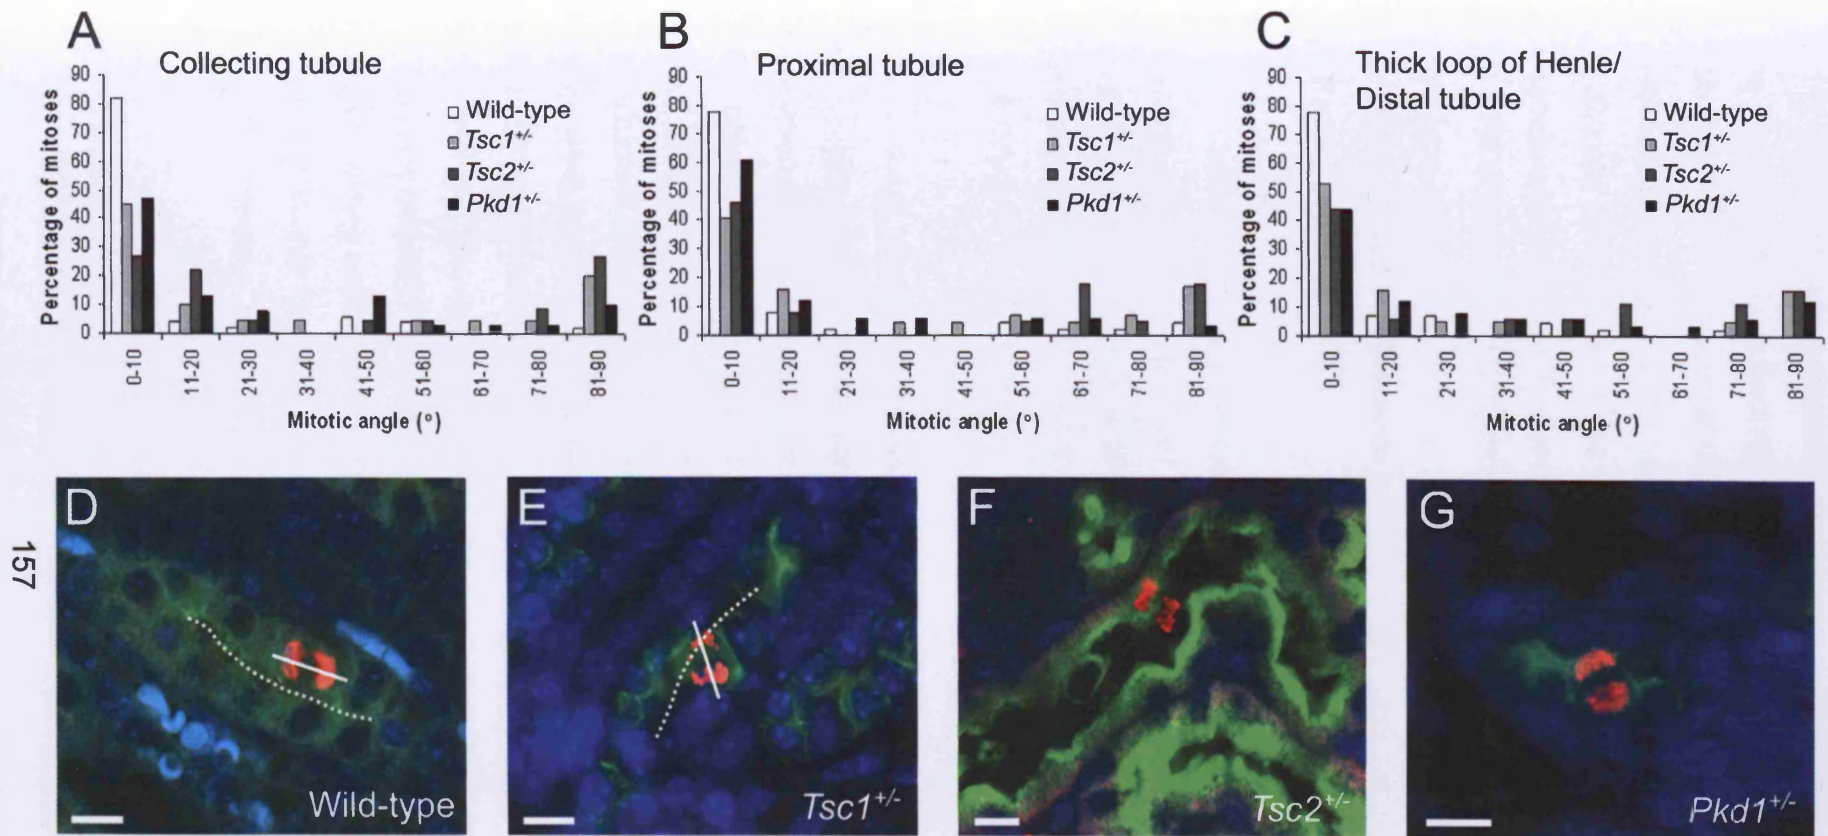 A
Collecting tubule
Percentage of mitoses
90
80
70
60
50
40
30
20
10
0
Wild-type
Tsc1+/-
Tsc2+/-
Pkd1+/-
0-10
11-20
21-30
31-40
41-50
51-60
61-70
71-80
81-90
Mitotic angle (°)
B
Proximal tubule
Percentage of mitoses
90
80
70
60
50
40
30
20
10
0
Wild-type
Tsc1+/-
Tsc2+/-
Pkd1+/-
0-10
11-20
21-30
31-40
41-50
51-60
61-70
71-80
81-90
Mitotic angle (°)
C
Thick loop of Henle/
Distal tubule
Percentage of mitoses
90
80
70
60
50
40
30
20
10
0
Wild-type
Tsc1+/-
Tsc2+/-
Pkd1+/-
0-10
11-20
21-30
31-40
41-50
51-60
61-70
71-80
81-90
Mitotic angle (°)
157
D
Wild-type
E
Tsc1+/-
F
Tsc2+/-
G
Pkd1+/-